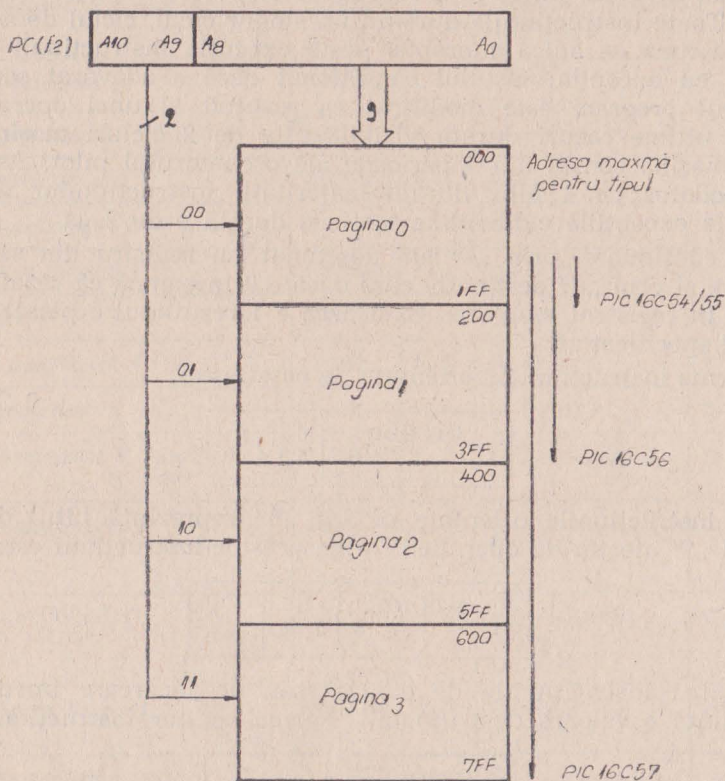 PC(f2) A10 A9 A8 A0
2
9
000
Adresa maxmă
pentru tipul
00
Pagina 0
1FF
PIC 16C54/55
200
01
Pagina 1
3FF
PIC 16C56
400
10
Pagina 2
5FF
600
11
Pagina 3
7FF
PIC 16C57